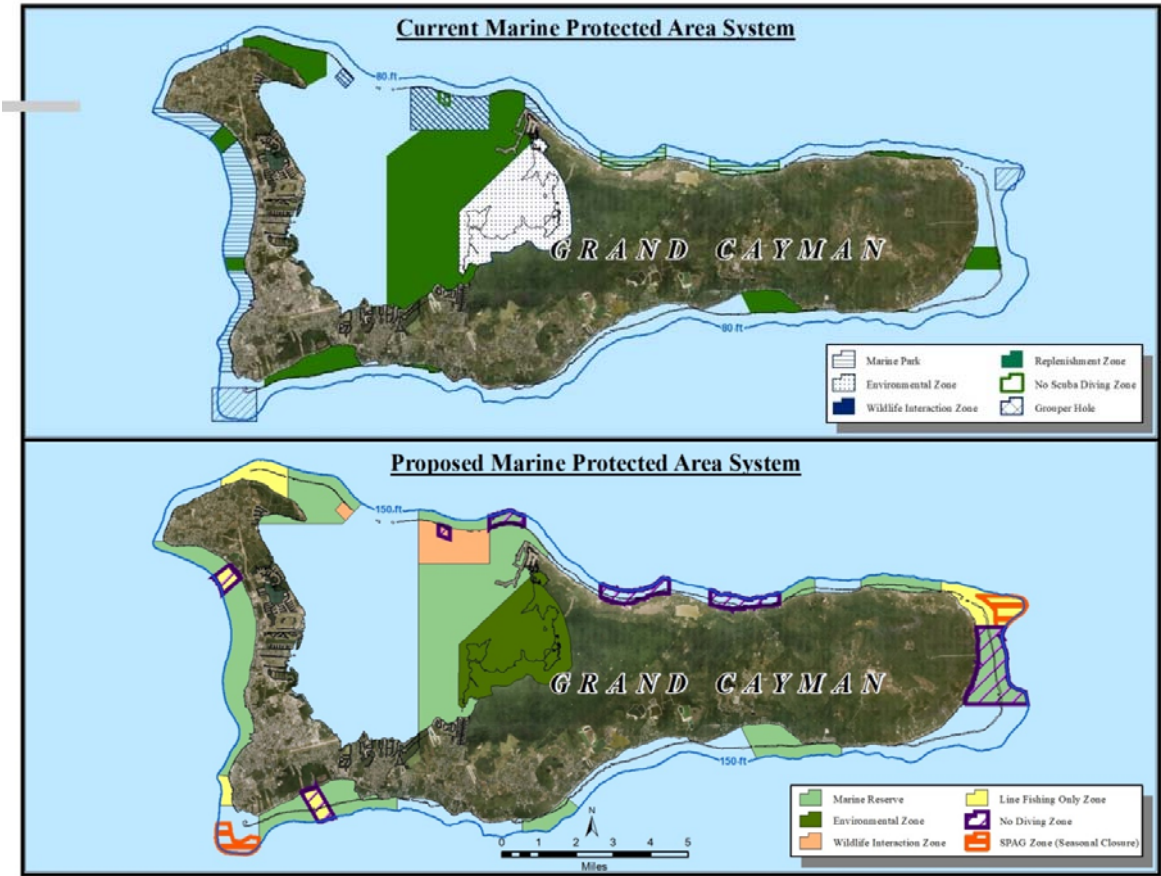 Current Marine Protected Area System
80 ft
GRAND CAYMAN
80 ft
Marine Park
Replenishment Zone
Environmental Zone
No Scuba Diving Zone
Wildlife Interaction Zone
Grouper Hole
Proposed Marine Protected Area System
150 ft
GRAND CAYMAN
150 ft
Marine Reserve
Line Fishing Only Zone
Environmental Zone
No Diving Zone
Wildlife Interaction Zone
SPAG Zone (Seasonal Closure)
N
0 1 2 3 4 5
Miles